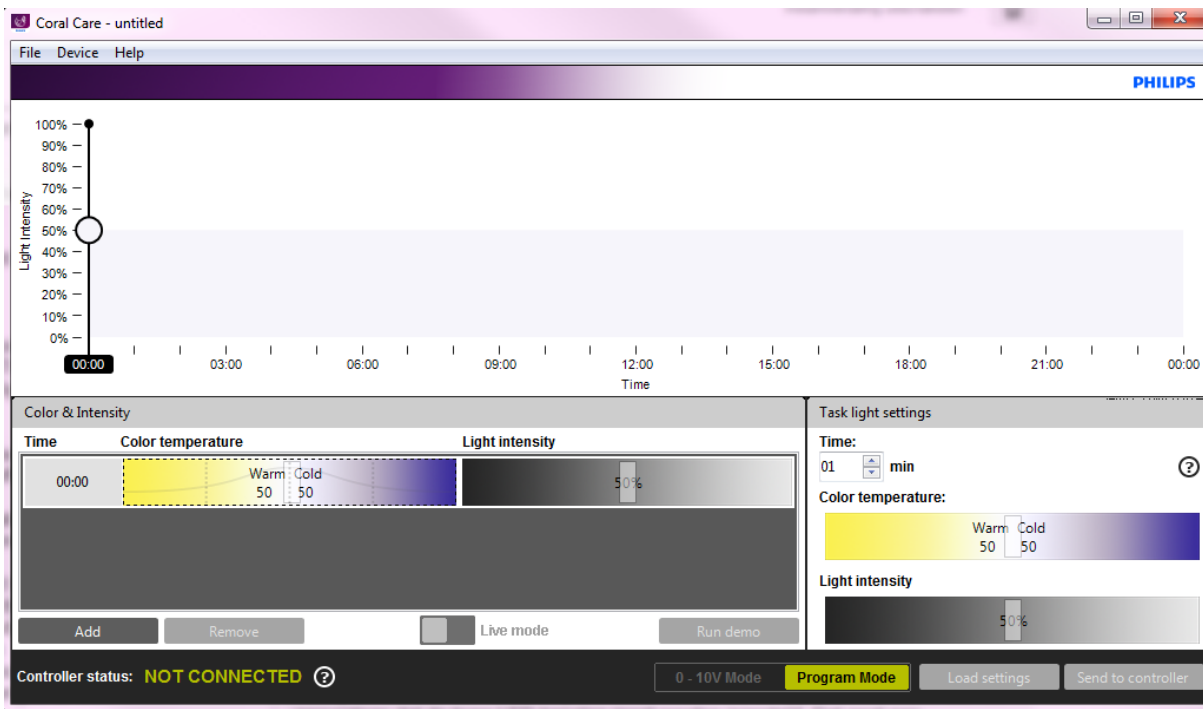 Coral Care - untitled
File Device Help
PHILIPS
100%
90%
80%
70%
60%
50%
40%
30%
20%
10%
0%
Light Intensity
00:00 03:00 06:00 09:00 12:00 15:00 18:00 21:00 00:00
Time
Color & Intensity
Time Color temperature Light intensity
00:00
Warm Cold
50 50
50%
Add Remove Live mode Run demo
Task light settings
Time:
01 min ?
Color temperature:
Warm Cold
50 50
Light intensity
50%
Controller status: NOT CONNECTED ? 0 - 10V Mode Program Mode Load settings Send to controller